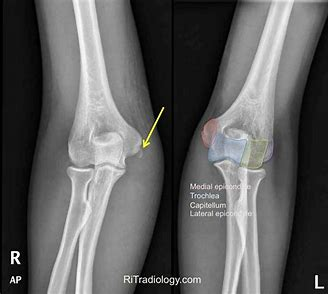 Medial epicondyle
Trochlea
Capitellum
Lateral epicondyle
R
AP
RiTradiology.com
L